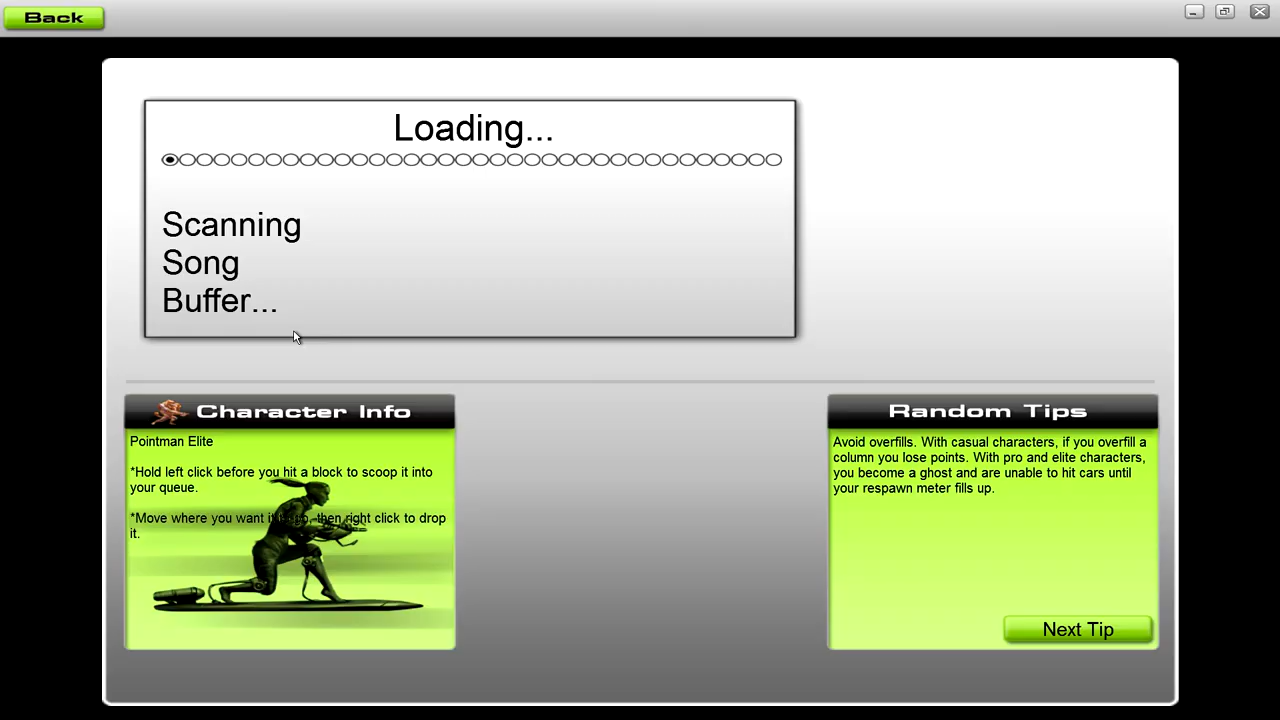 Back
Loading...
Scanning
Song
Buffer...
Character Info
Pointman Elite
*Hold left click before you hit a block to scoop it into
your queue.
*Move where you want it to go, then right click to drop
it.
Random Tips
Avoid overfills. With casual characters, if you overfill a
column you lose points. With pro and elite characters,
you become a ghost and are unable to hit cars until
your respawn meter fills up.
Next Tip